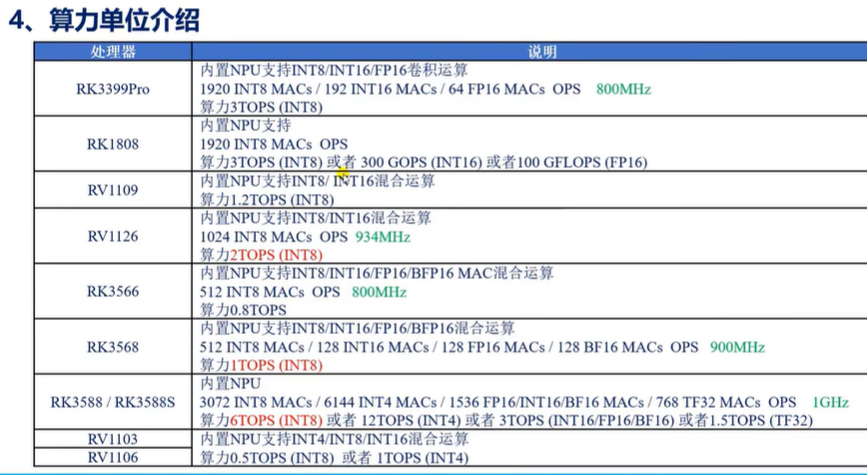 4、算力单位介绍
处理器 说明
RK3399Pro
内置NPU支持INT8/INT16/FP16卷积运算
1920 INT8 MACs / 192 INT16 MACs / 64 FP16 MACs OPS 800MHz
算力3TOPS (INT8)
RK1808
内置NPU支持
1920 INT8 MACs OPS
算力3TOPS (INT8) 或者 300 GOPS (INT16) 或者100 GFLOPS (FP16)
RV1109
内置NPU支持INT8/ INT16混合运算
算力1.2TOPS (INT8)
RV1126
内置NPU支持INT8/INT16混合运算
1024 INT8 MACs OPS 934MHz
算力2TOPS (INT8)
RK3566
内置NPU支持INT8/INT16/FP16/BFP16 MAC混合运算
512 INT8 MACs OPS 800MHz
算力0.8TOPS
RK3568
内置NPU支持INT8/INT16/FP16/BFP16混合运算
512 INT8 MACs / 128 INT16 MACs / 128 FP16 MACs / 128 BF16 MACs OPS 900MHz
算力1TOPS (INT8)
RK3588 / RK3588S
内置NPU
3072 INT8 MACs / 6144 INT4 MACs / 1536 FP16/INT16/BF16 MACs / 768 TF32 MACs OPS 1GHz
算力6TOPS (INT8) 或者 12TOPS (INT4) 或者 3TOPS (INT16/FP16/BF16) 或者1.5TOPS (TF32)
RV1103 内置NPU支持INT4/INT8/INT16混合运算
RV1106 算力0.5TOPS (INT8) 或者 1TOPS (INT4)